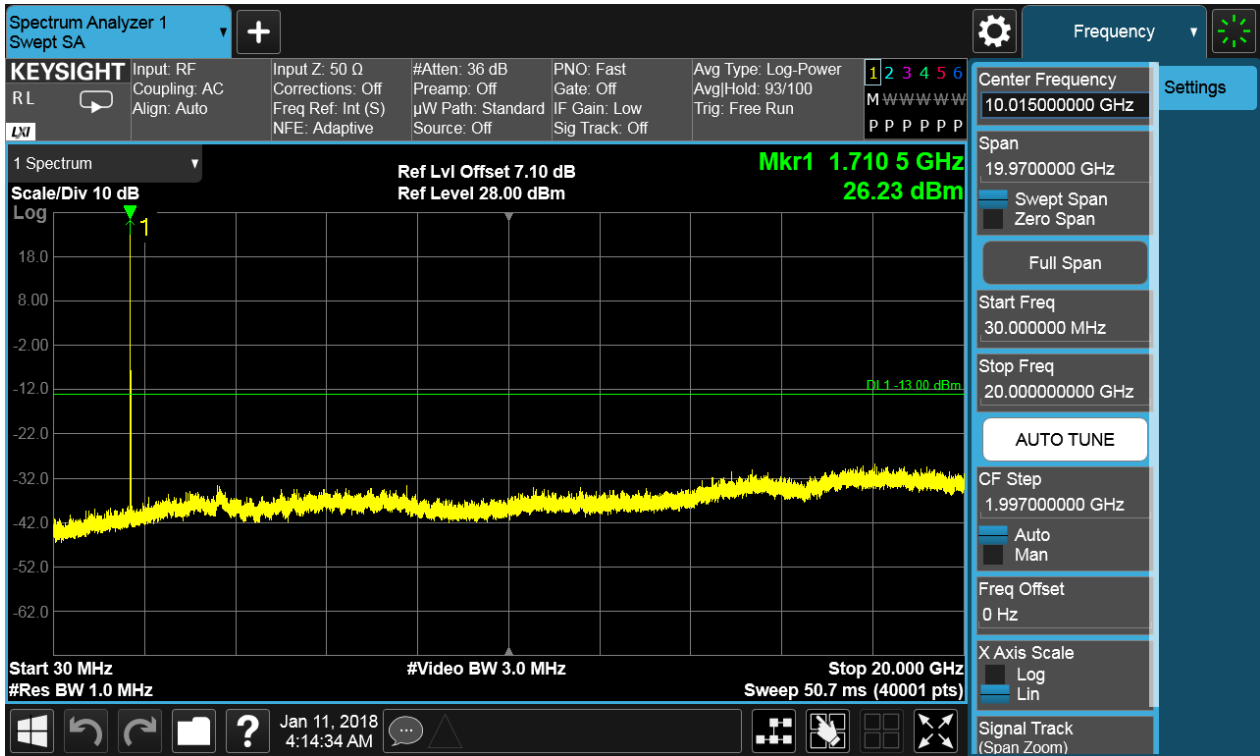 Spectrum Analyzer 1
Swept SA
+
Frequency
KEYSIGHT
R L
LXI
Input: RF
Coupling: AC
Align: Auto
Input Z: 50 Ω
Corrections: Off
Freq Ref: Int (S)
NFE: Adaptive
#Atten: 36 dB
Preamp: Off
µW Path: Standard
Source: Off
PNO: Fast
Gate: Off
IF Gain: Low
Sig Track: Off
Avg Type: Log-Power
Avg|Hold: 93/100
Trig: Free Run
1 2 3 4 5 6
M W W W W W
P P P P P P
1 Spectrum
Scale/Div 10 dB
Log
Ref Lvl Offset 7.10 dB
Ref Level 28.00 dBm
Mkr1 1.710 5 GHz
26.23 dBm
1
18.0
8.00
-2.00
-12.0
DL1 -13.00 dBm
-22.0
-32.0
-42.0
-52.0
-62.0
Start 30 MHz
#Res BW 1.0 MHz
#Video BW 3.0 MHz
Stop 20.000 GHz
Sweep 50.7 ms (40001 pts)
Center Frequency
10.015000000 GHz
Settings
Span
19.9700000 GHz
Swept Span
Zero Span
Full Span
Start Freq
30.000000 MHz
Stop Freq
20.000000000 GHz
AUTO TUNE
CF Step
1.997000000 GHz
Auto
Man
Freq Offset
0 Hz
X Axis Scale
Log
Lin
Signal Track
(Span Zoom)
?
Jan 11, 2018
4:14:34 AM